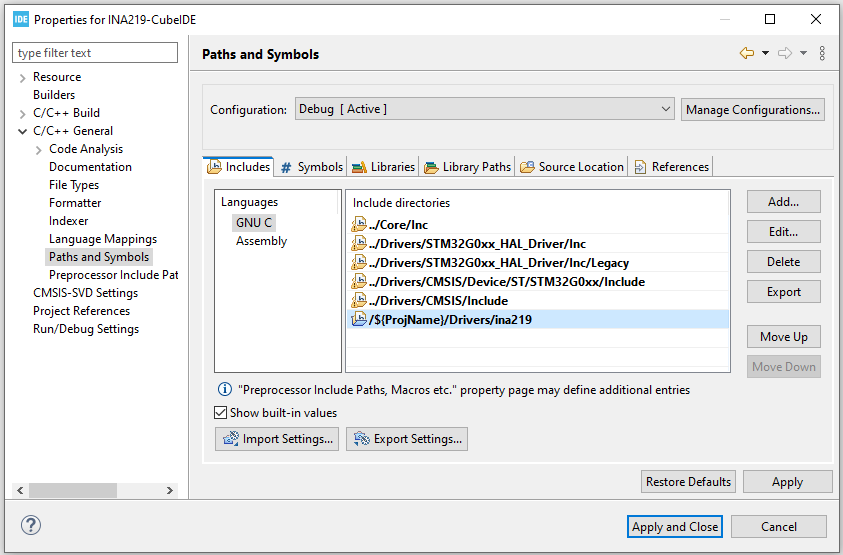 IDE Properties for INA219-CubeIDE
type filter text
Resource
Builders
C/C++ Build
C/C++ General
Code Analysis
Documentation
File Types
Formatter
Indexer
Language Mappings
Paths and Symbols
Preprocessor Include Pat
CMSIS-SVD Settings
Project References
Run/Debug Settings
Paths and Symbols
Configuration: Debug [ Active ] Manage Configurations...
Includes # Symbols Libraries Library Paths Source Location References
Languages
GNU C
Assembly
Include directories
../Core/Inc
../Drivers/STM32G0xx_HAL_Driver/Inc
../Drivers/STM32G0xx_HAL_Driver/Inc/Legacy
../Drivers/CMSIS/Device/ST/STM32G0xx/Include
../Drivers/CMSIS/Include
/${ProjName}/Drivers/ina219
Add...
Edit...
Delete
Export
Move Up
Move Down
"Preprocessor Include Paths, Macros etc." property page may define additional entries
Show built-in values
Import Settings... Export Settings...
Restore Defaults Apply
? Apply and Close Cancel